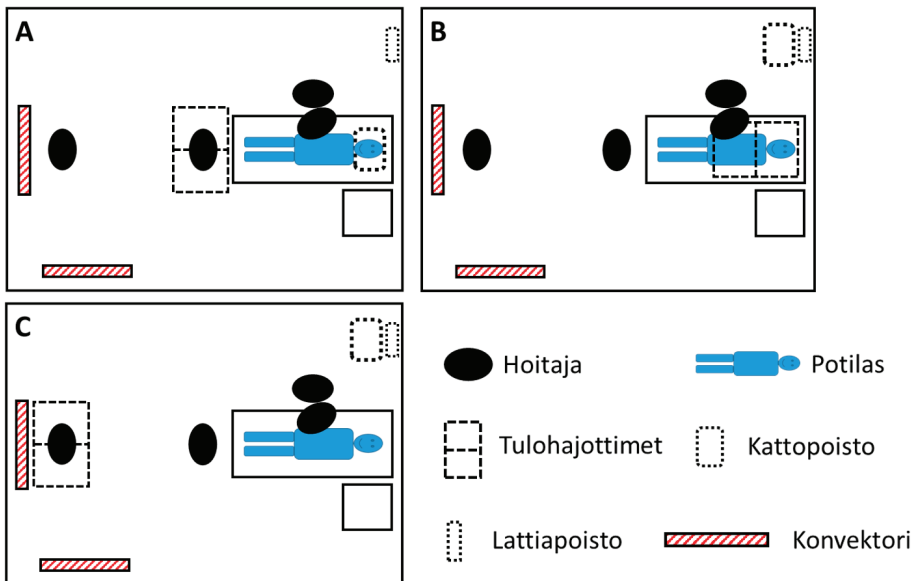 A
B
C
Hoitaja
Potilas
Tulohajottimet
Kattopoisto
Lattiapoisto
Konvektori